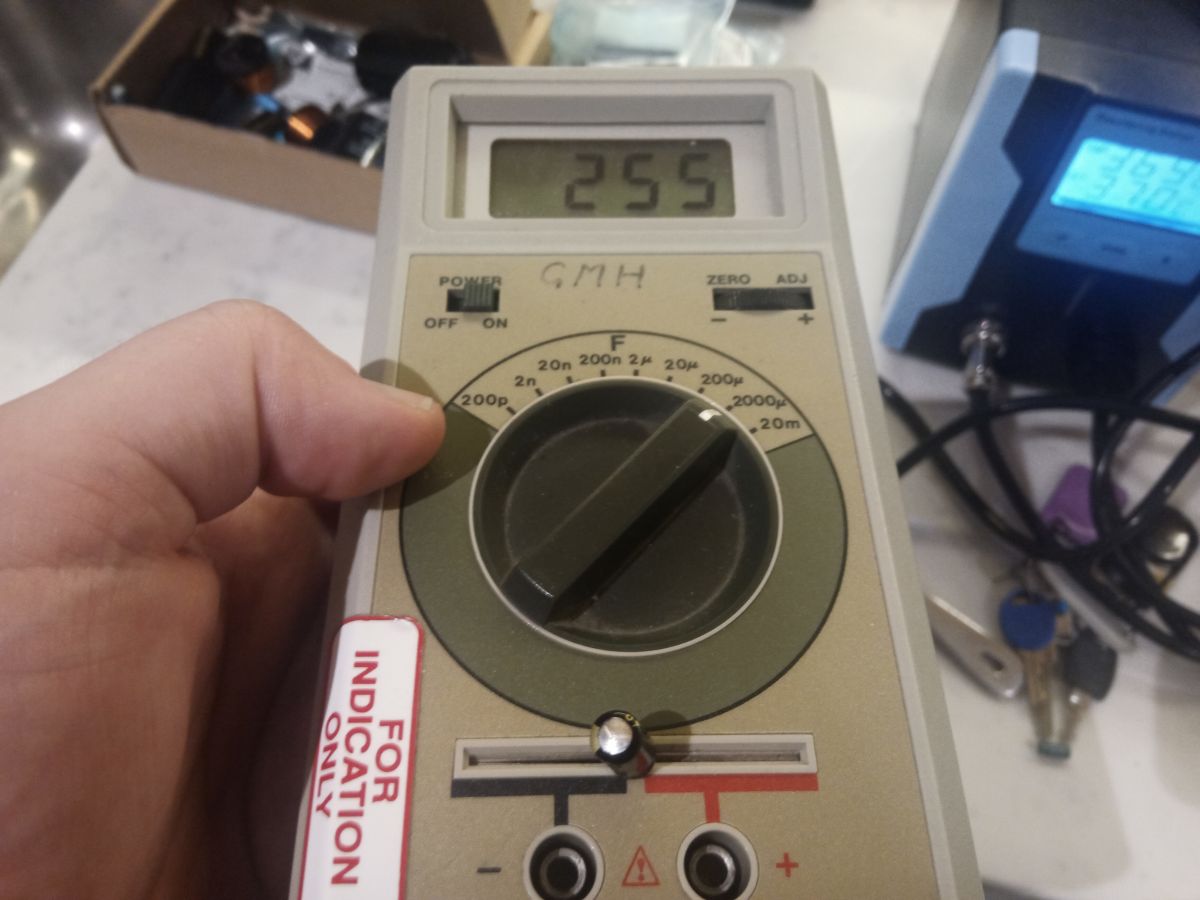 255
POWER
GMH
ZERO ADJ
OFF ON
− +
F
200p 2n 20n 200n 2µ 20µ 200µ 2000µ 20m
FOR
INDICATION
ONLY
− +